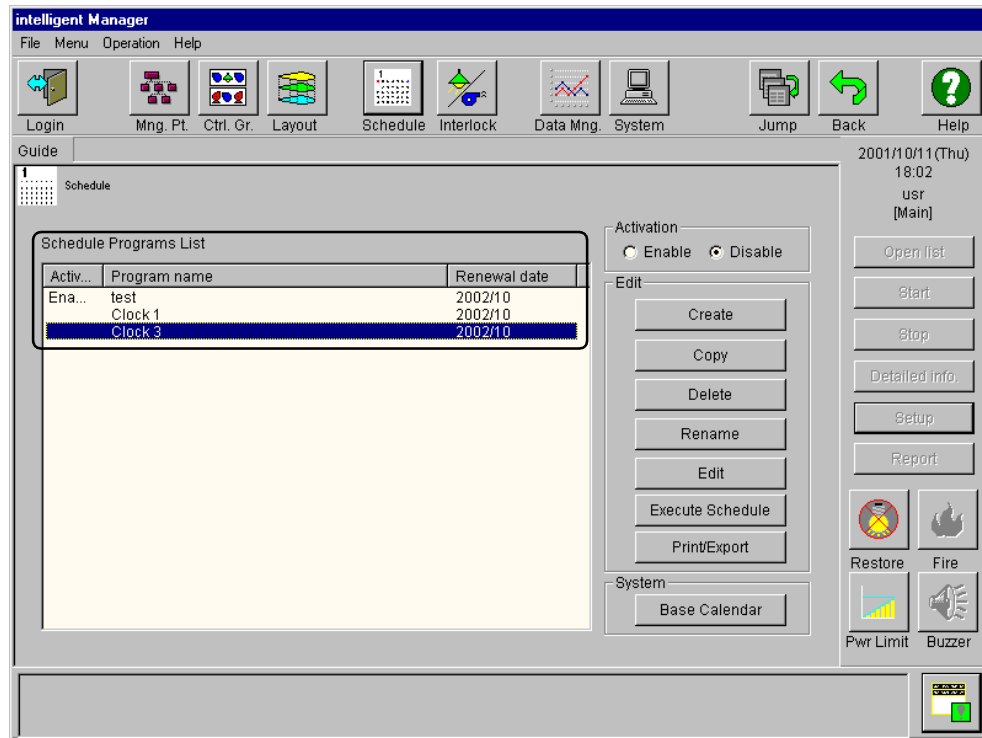 intelligent Manager
File Menu Operation Help
Login Mng. Pt. Ctrl. Gr. Layout Schedule Interlock Data Mng. System Jump Back Help
Guide
2001/10/11(Thu)
18:02
usr
[Main]
1
Schedule
Schedule Programs List
Activ... Program name Renewal date
Ena... test 2002/10
Clock 1 2002/10
Clock 3 2002/10
Activation
Enable Disable
Edit
Create
Copy
Delete
Rename
Edit
Execute Schedule
Print/Export
System
Base Calendar
Open list
Start
Stop
Detailed info.
Setup
Report
Restore Fire
Pwr Limit Buzzer